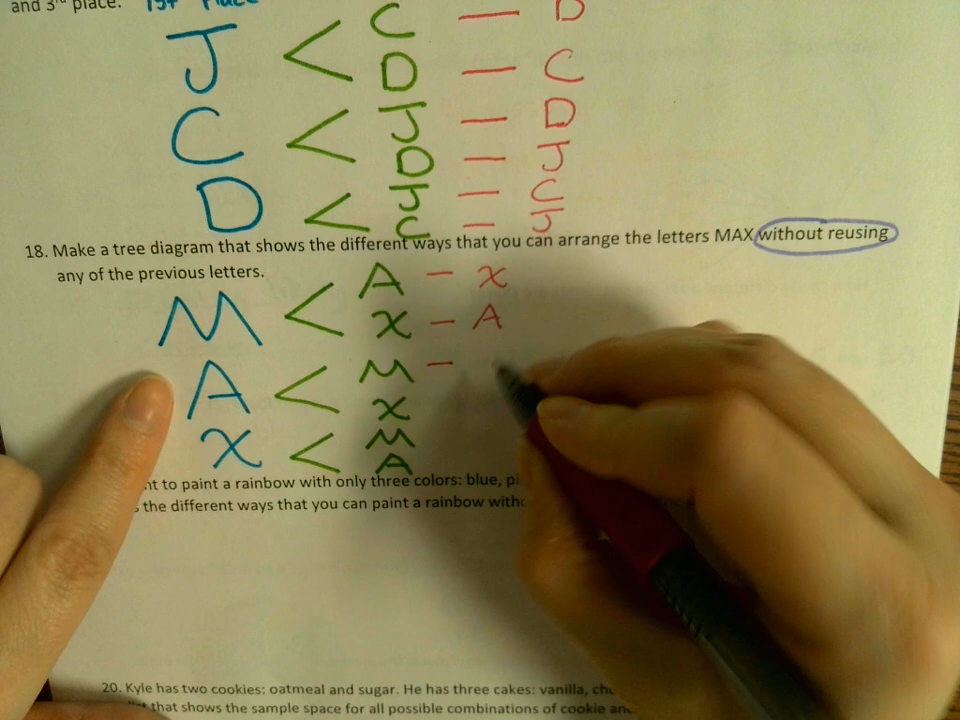 and 3rd place. 1st Place
C — D
J < D — C
C < J — D
D — J
D < J — C
C — J
18. Make a tree diagram that shows the different ways that you can arrange the letters MAX without reusing
any of the previous letters.
A — X
M < X — A
M —
A < X
M
X < A
to paint a rainbow with only three colors: blue,
the different ways that you can paint a rainbow
20. Kyle has two cookies: oatmeal and sugar. He has three cakes: vanilla,
that shows the sample space for all possible combinations of cookie